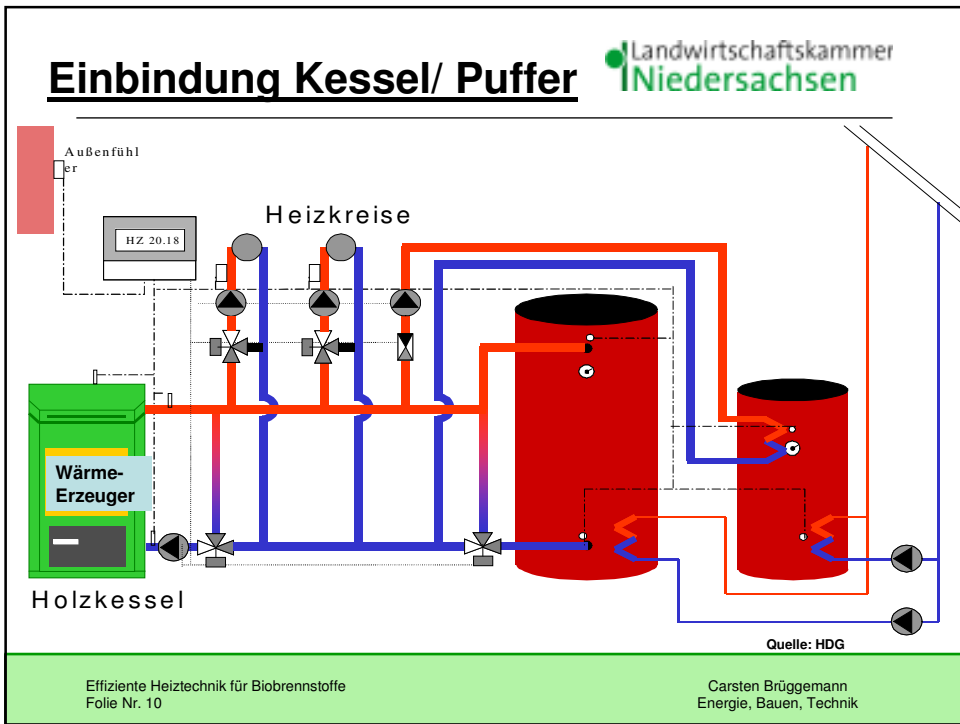 Einbindung Kessel/ Puffer
Landwirtschaftskammer
Niedersachsen
Außenfühl
er
Heizkreise
HZ 20.18
Wärme-
Erzeuger
Holzkessel
Quelle: HDG
Effiziente Heiztechnik für Biobrennstoffe
Folie Nr. 10
Carsten Brüggemann
Energie, Bauen, Technik